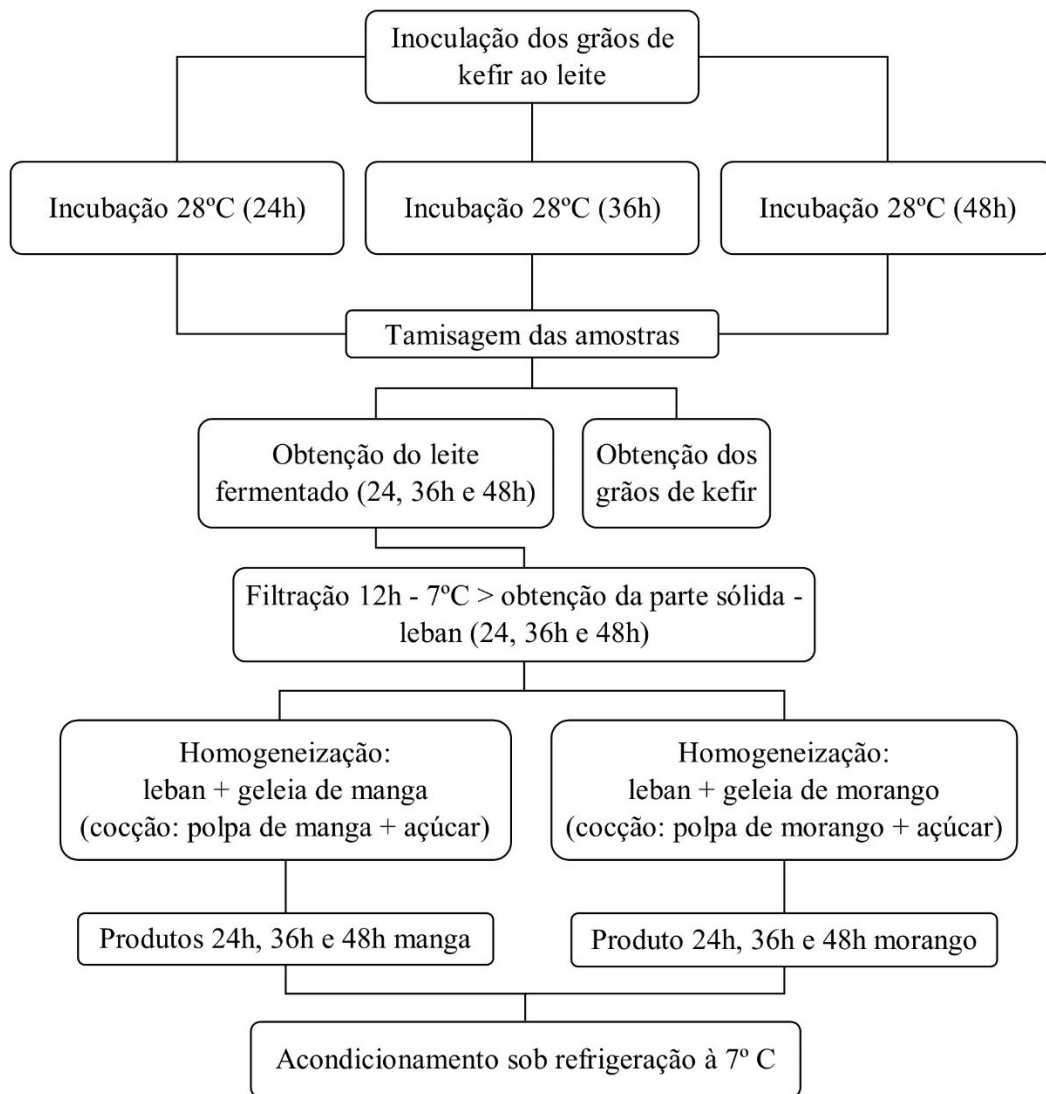 Inoculação dos grãos de
kefir ao leite
Incubação 28ºC (24h)
Incubação 28ºC (36h)
Incubação 28ºC (48h)
Tamisagem das amostras
Obtenção do leite
fermentado (24, 36h e 48h)
Obtenção dos
grãos de kefir
Filtração 12h - 7ºC > obtenção da parte sólida -
leban (24, 36h e 48h)
Homogeneização:
leban + geleia de manga
(cocção: polpa de manga + açúcar)
Homogeneização:
leban + geleia de morango
(cocção: polpa de morango + açúcar)
Produtos 24h, 36h e 48h manga
Produto 24h, 36h e 48h morango
Acondicionamento sob refrigeração à 7º C